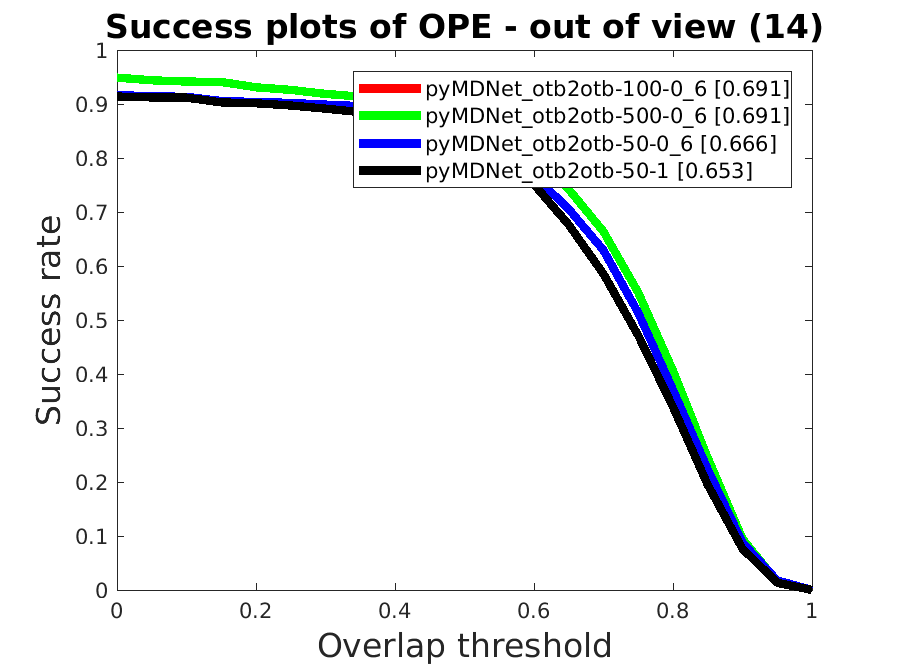 Success plots of OPE - out of view (14)
1
0.9
0.8
0.7
0.6
0.5
0.4
0.3
0.2
0.1
0
Success rate
pyMDNet_otb2otb-100-0_6 [0.691]
pyMDNet_otb2otb-500-0_6 [0.691]
pyMDNet_otb2otb-50-0_6 [0.666]
pyMDNet_otb2otb-50-1 [0.653]
0 0.2 0.4 0.6 0.8 1
Overlap threshold